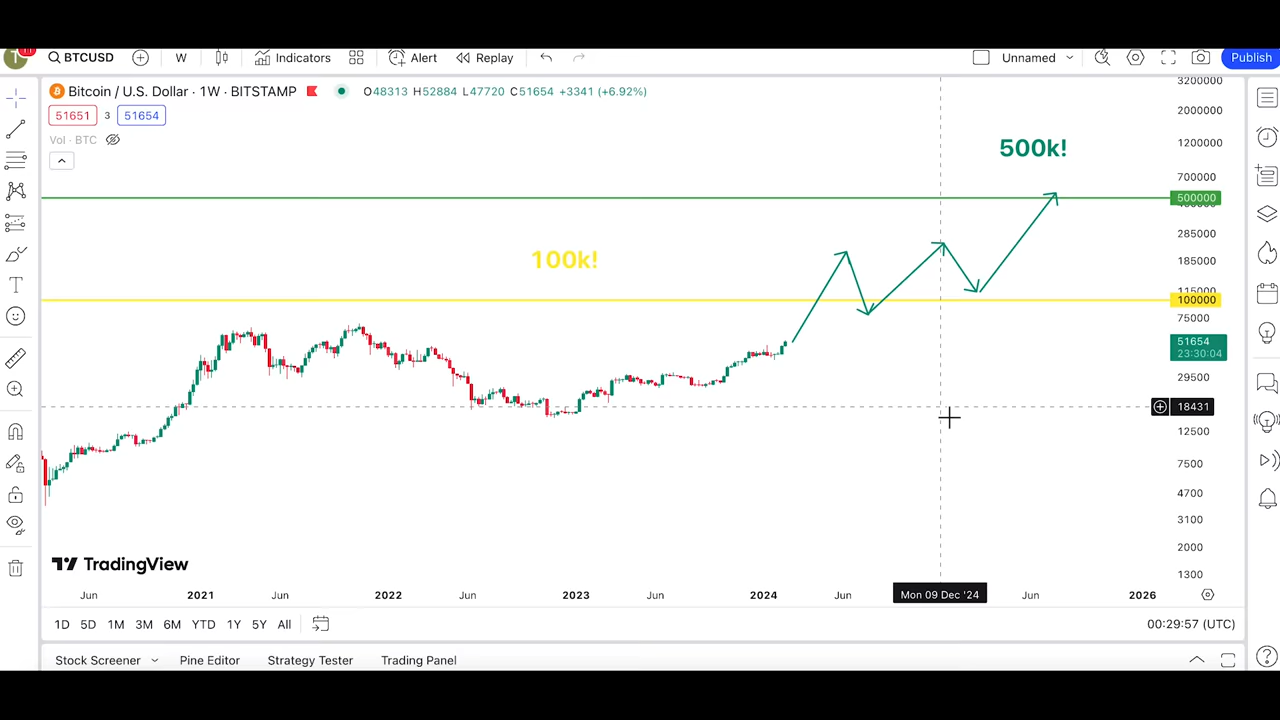 T
11
BTCUSD
W
Indicators
Alert
Replay
Unnamed
Publish
Bitcoin / U.S. Dollar · 1W · BITSTAMP
O48313 H52884 L47720 C51654 +3341 (+6.92%)
51651 3 51654
Vol · BTC
3200000
2000000
1200000
700000
500000
285000
185000
115000
100000
75000
51654
23:30:04
29500
18431
12500
7500
4700
3100
2000
1300
500k!
100k!
TradingView
Jun 2021 Jun 2022 Jun 2023 Jun 2024 Jun Mon 09 Dec '24 Jun 2026
1D 5D 1M 3M 6M YTD 1Y 5Y All
00:29:57 (UTC)
Stock Screener Pine Editor Strategy Tester Trading Panel